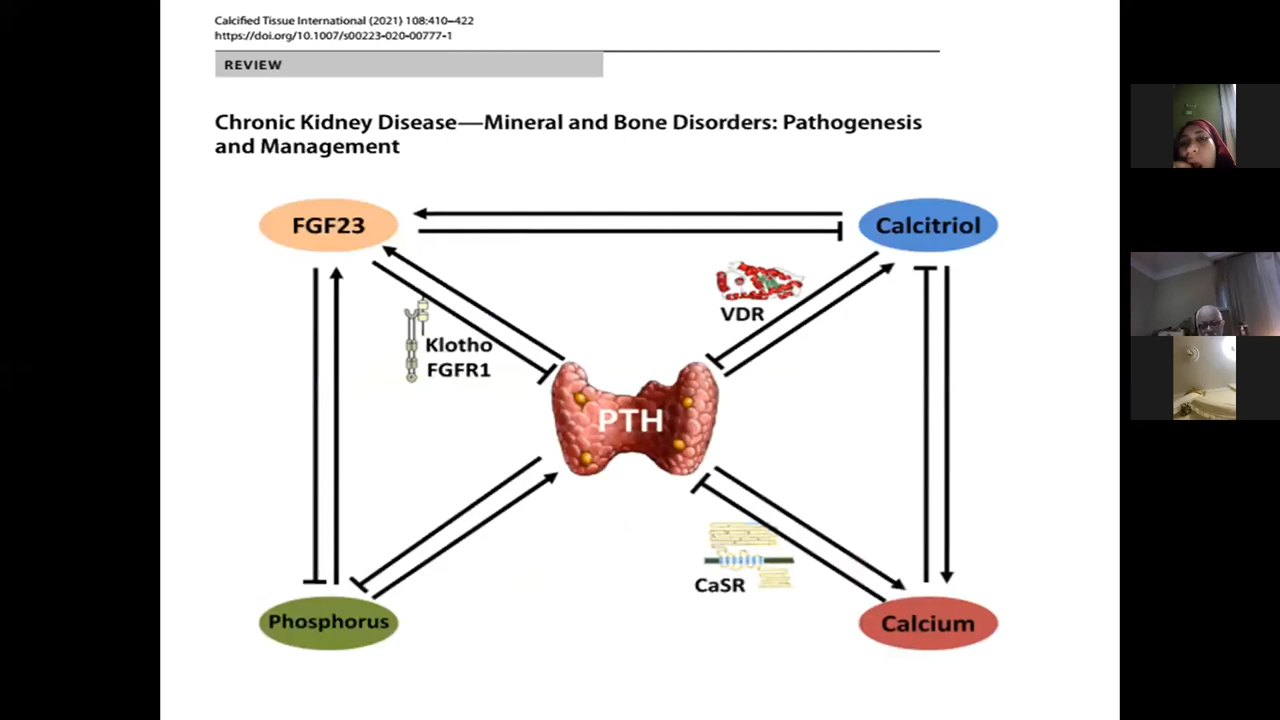 Calcified Tissue International (2021) 108:410–422
https://doi.org/10.1007/s00223-020-00777-1
REVIEW
Chronic Kidney Disease—Mineral and Bone Disorders: Pathogenesis
and Management
FGF23
Calcitriol
VDR
Klotho
FGFR1
PTH
CaSR
Phosphorus
Calcium